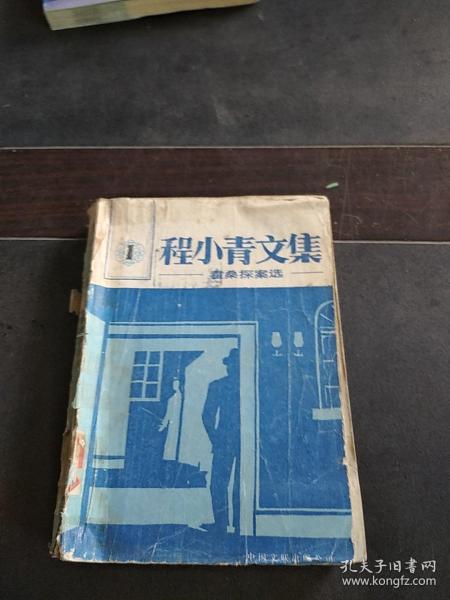 1
程小青文集
霍桑探案选
中国文联出版公司
孔夫子旧书网
www.kongfz.com